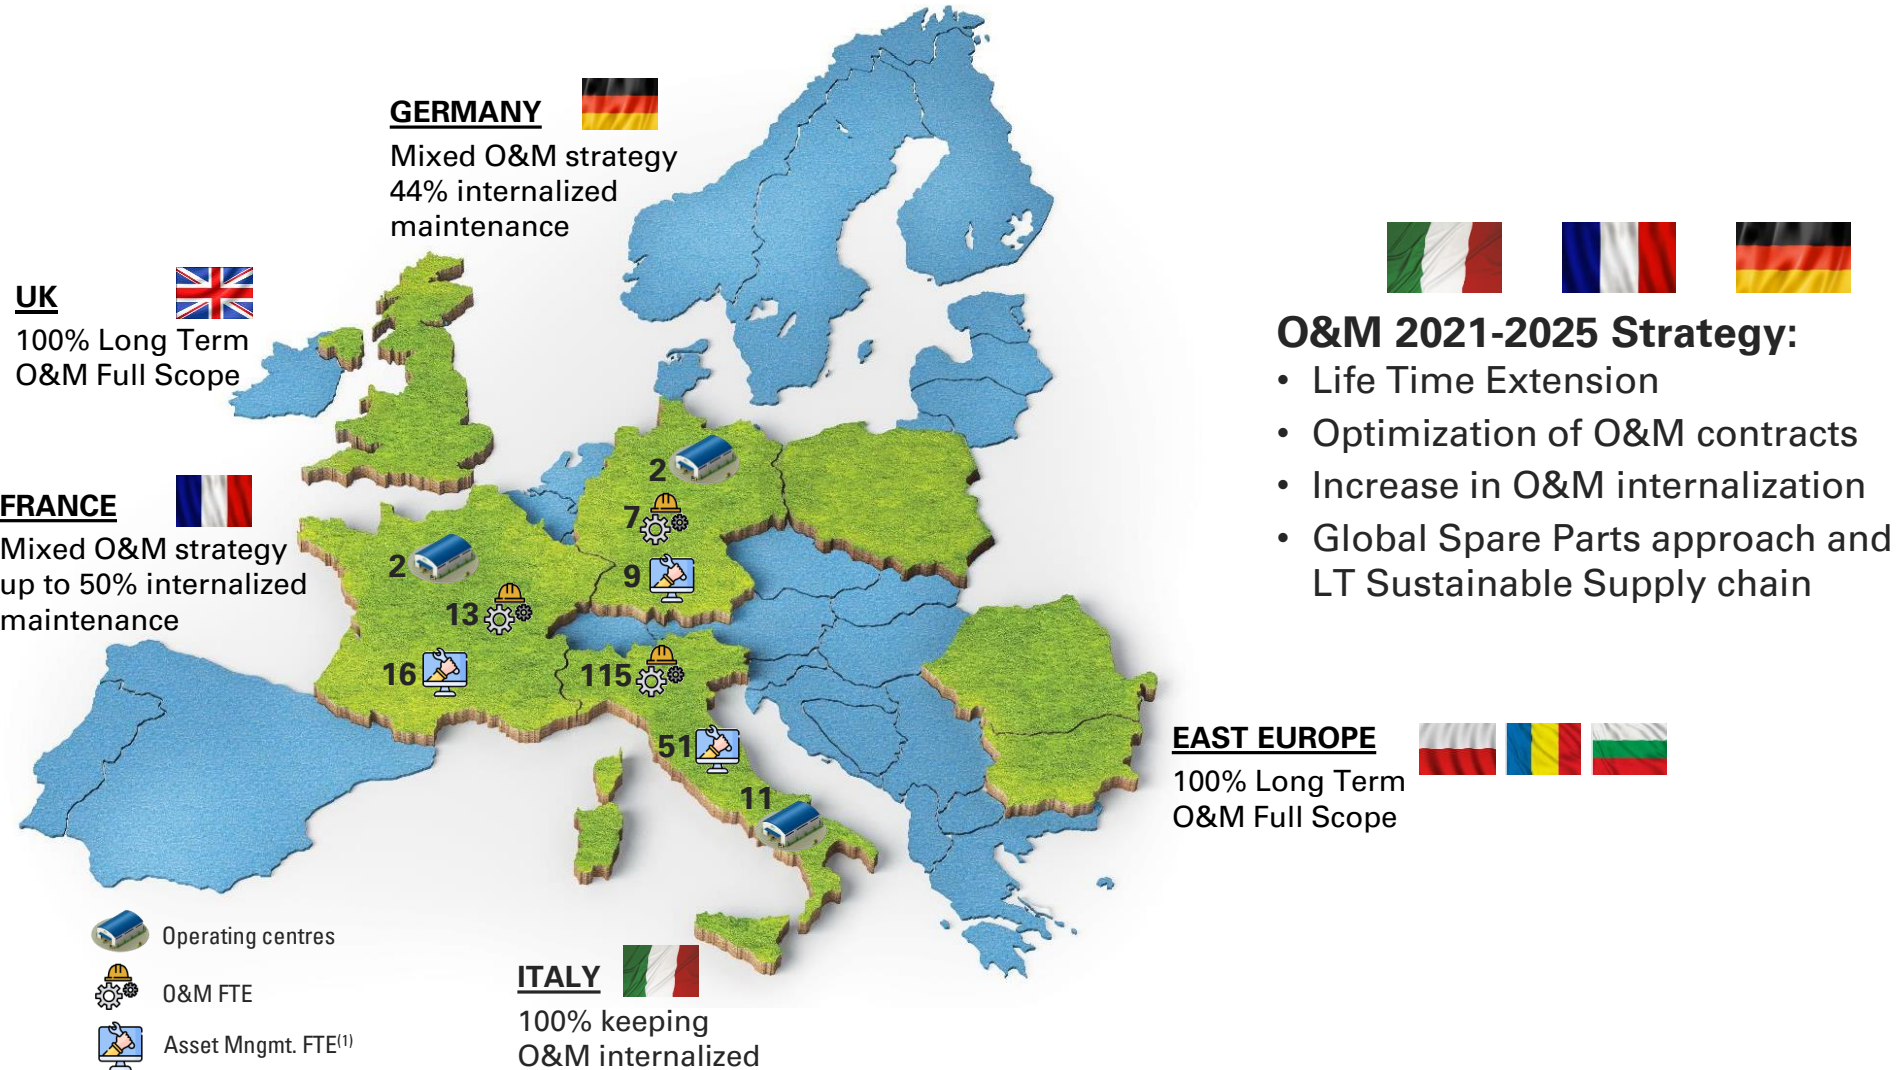 GERMANY
Mixed O&M strategy
44% internalized
maintenance
UK
100% Long Term
O&M Full Scope
FRANCE
Mixed O&M strategy
up to 50% internalized
maintenance
2
7
9
2
13
16
115
51
11
O&M 2021-2025 Strategy:
• Life Time Extension
• Optimization of O&M contracts
• Increase in O&M internalization
• Global Spare Parts approach and
LT Sustainable Supply chain
EAST EUROPE
100% Long Term
O&M Full Scope
Operating centres
O&M FTE
Asset Mngmt. FTE(1)
ITALY
100% keeping
O&M internalized